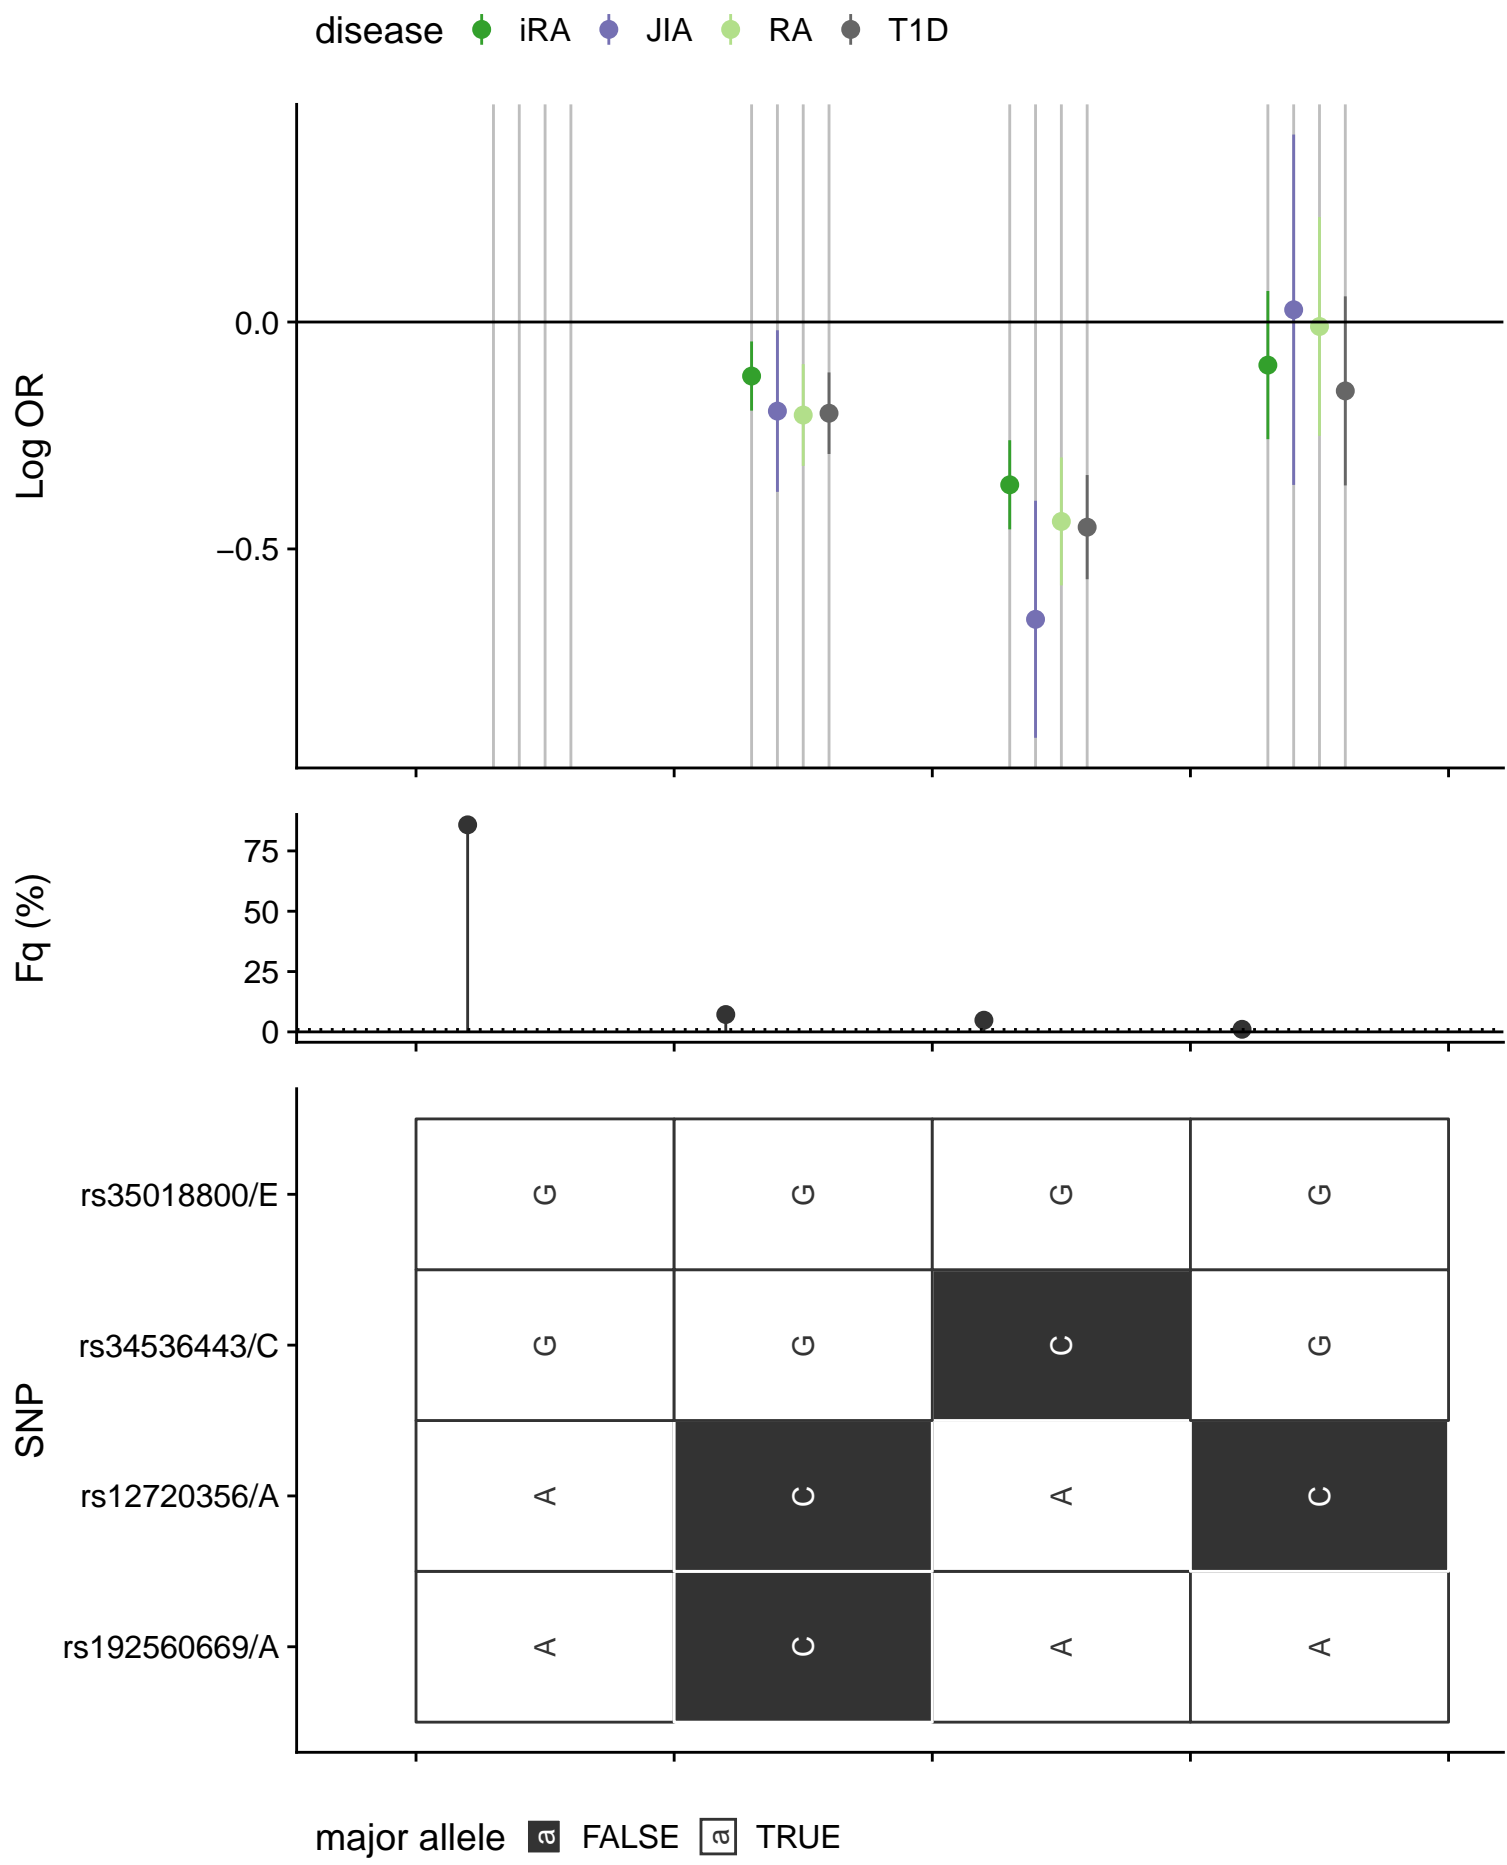 disease iRA JIA RA T1D
Log OR
0.0
−0.5
Fq (%)
75
50
25
0
SNP
rs35018800/E G G G G
rs34536443/C G G C G
rs12720356/A A C A C
rs192560669/A A C A A
major allele a FALSE a TRUE